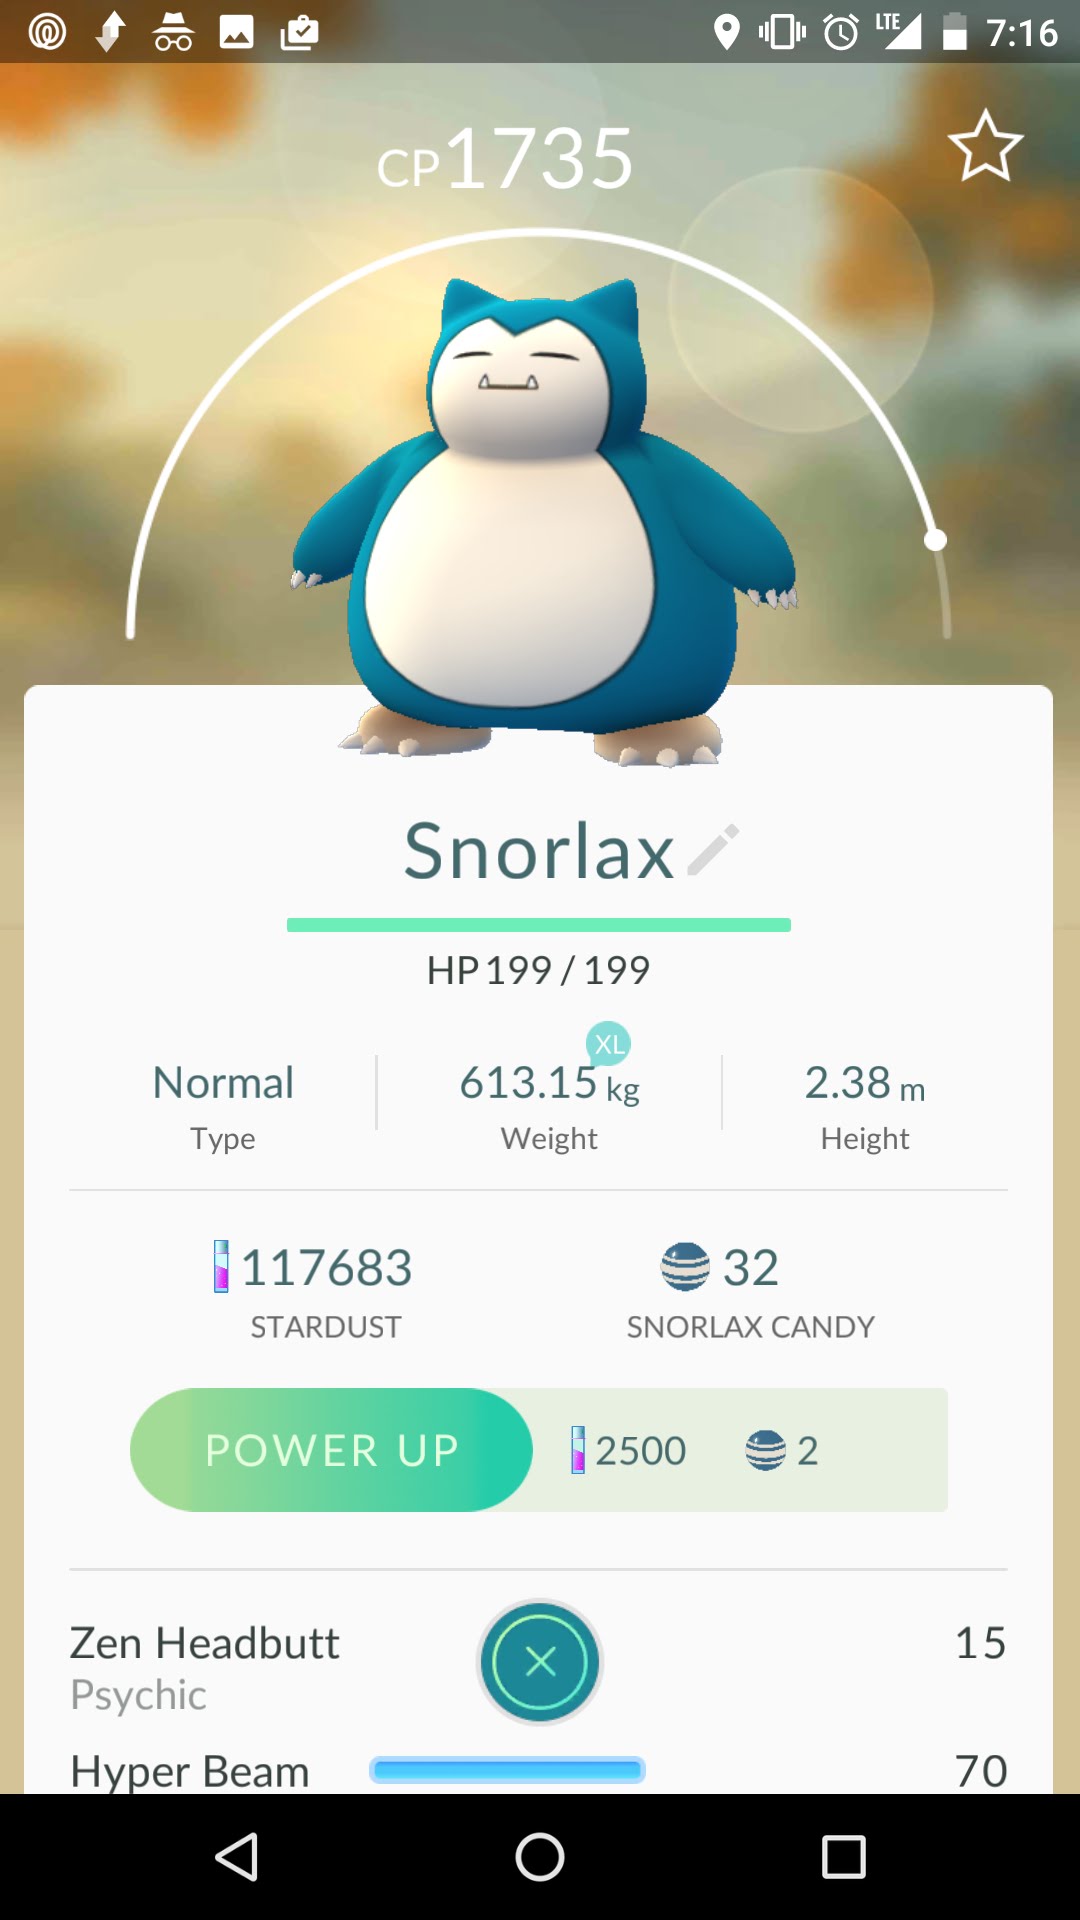 LTE 7:16
CP1735
Snorlax
HP 199 / 199
XL
Normal 613.15 kg 2.38 m
Type Weight Height
117683 32
STARDUST SNORLAX CANDY
POWER UP 2500 2
Zen Headbutt 15
Psychic
Hyper Beam 70